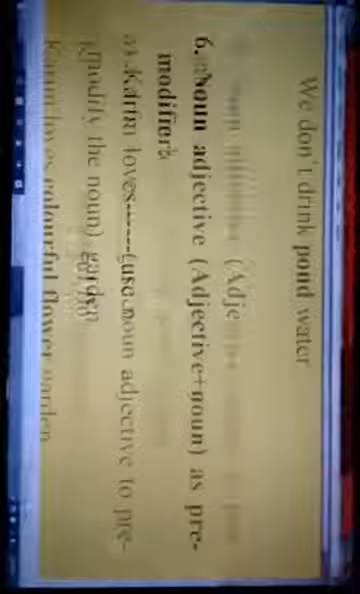 We don't drink pond water
6. Noun adjective (Adjective+noun) as pre-
modifier:
a. Karim loves------(use noun adjective to pre-
modify the noun) garden
Karim loves colourful flower garden